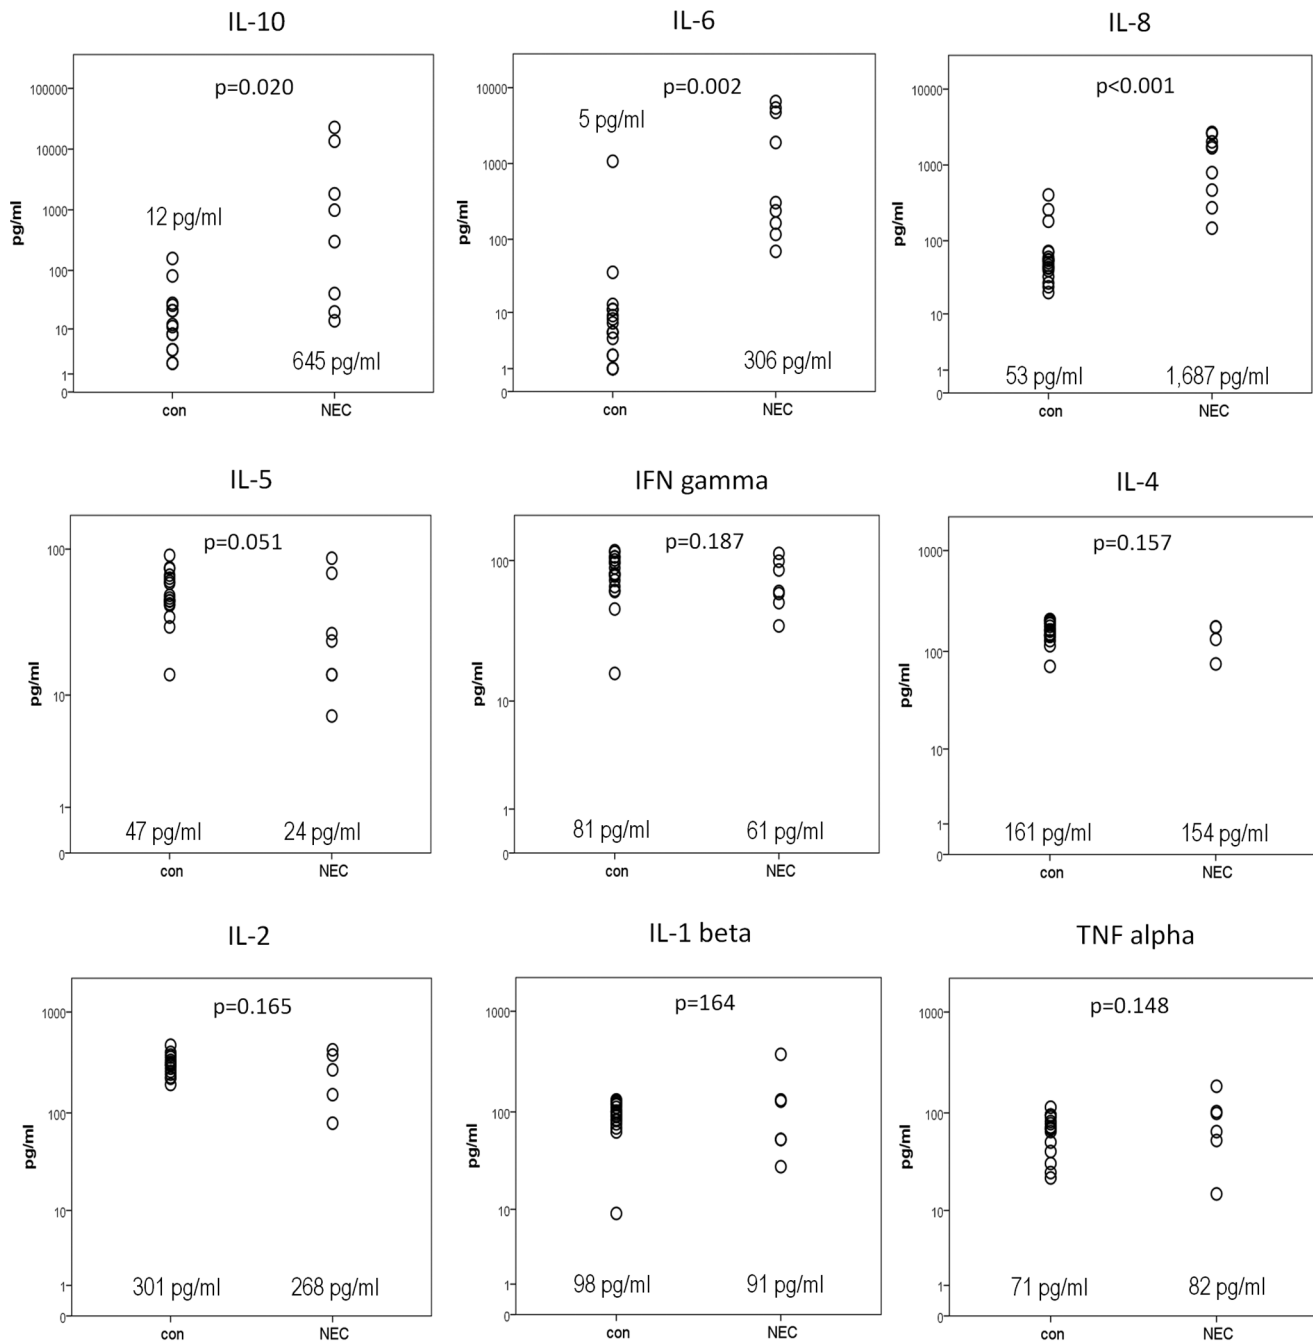 IL-10
p=0.020
100000
10000
1000
100
10
1
0
pg/ml
12 pg/ml
645 pg/ml
con
NEC
IL-6
p=0.002
10000
1000
100
10
1
0
pg/ml
5 pg/ml
306 pg/ml
con
NEC
IL-8
p<0.001
10000
1000
100
10
1
0
pg/ml
53 pg/ml
1,687 pg/ml
con
NEC
IL-5
p=0.051
100
10
1
0
pg/ml
47 pg/ml
24 pg/ml
con
NEC
IFN gamma
p=0.187
100
10
1
0
pg/ml
81 pg/ml
61 pg/ml
con
NEC
IL-4
p=0.157
1000
100
10
1
0
pg/ml
161 pg/ml
154 pg/ml
con
NEC
IL-2
p=0.165
1000
100
10
1
0
pg/ml
301 pg/ml
268 pg/ml
con
NEC
IL-1 beta
p=164
1000
100
10
1
0
pg/ml
98 pg/ml
91 pg/ml
con
NEC
TNF alpha
p=0.148
1000
100
10
1
0
pg/ml
71 pg/ml
82 pg/ml
con
NEC